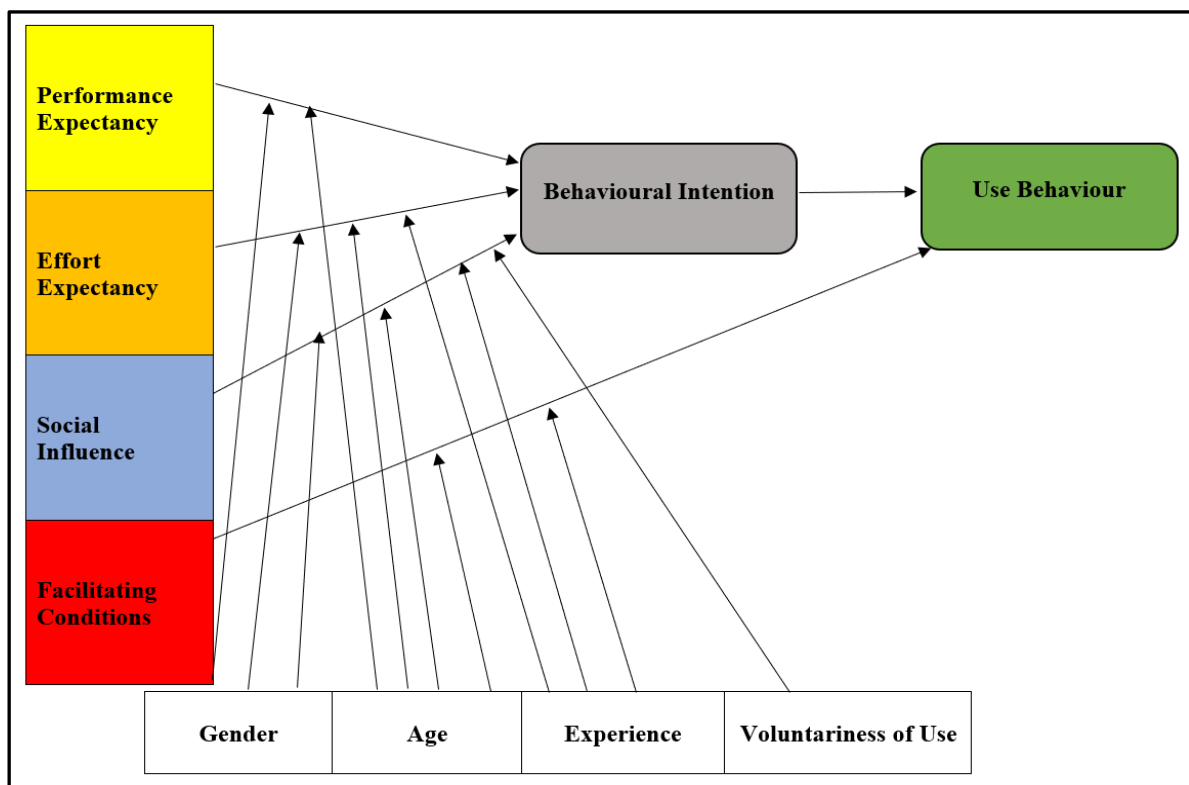 Performance
Expectancy
Behavioural Intention
Use Behaviour
Effort
Expectancy
Social
Influence
Facilitating
Conditions
Gender
Age
Experience
Voluntariness of Use